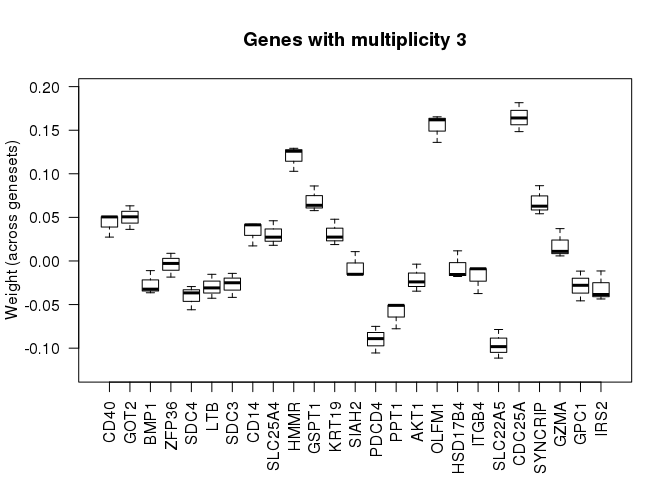 Genes with multiplicity 3
Weight (across genesets)
0.20
0.15
0.10
0.05
0.00
-0.05
-0.10
CD40
GOT2
BMP1
ZFP36
SDC4
LTB
SDC3
CD14
SLC25A4
HMMR
GSPT1
KRT19
SIAH2
PDCD4
PPT1
AKT1
OLFM1
HSD17B4
ITGB4
SLC22A5
CDC25A
SYNCRIP
GZMA
GPC1
IRS2